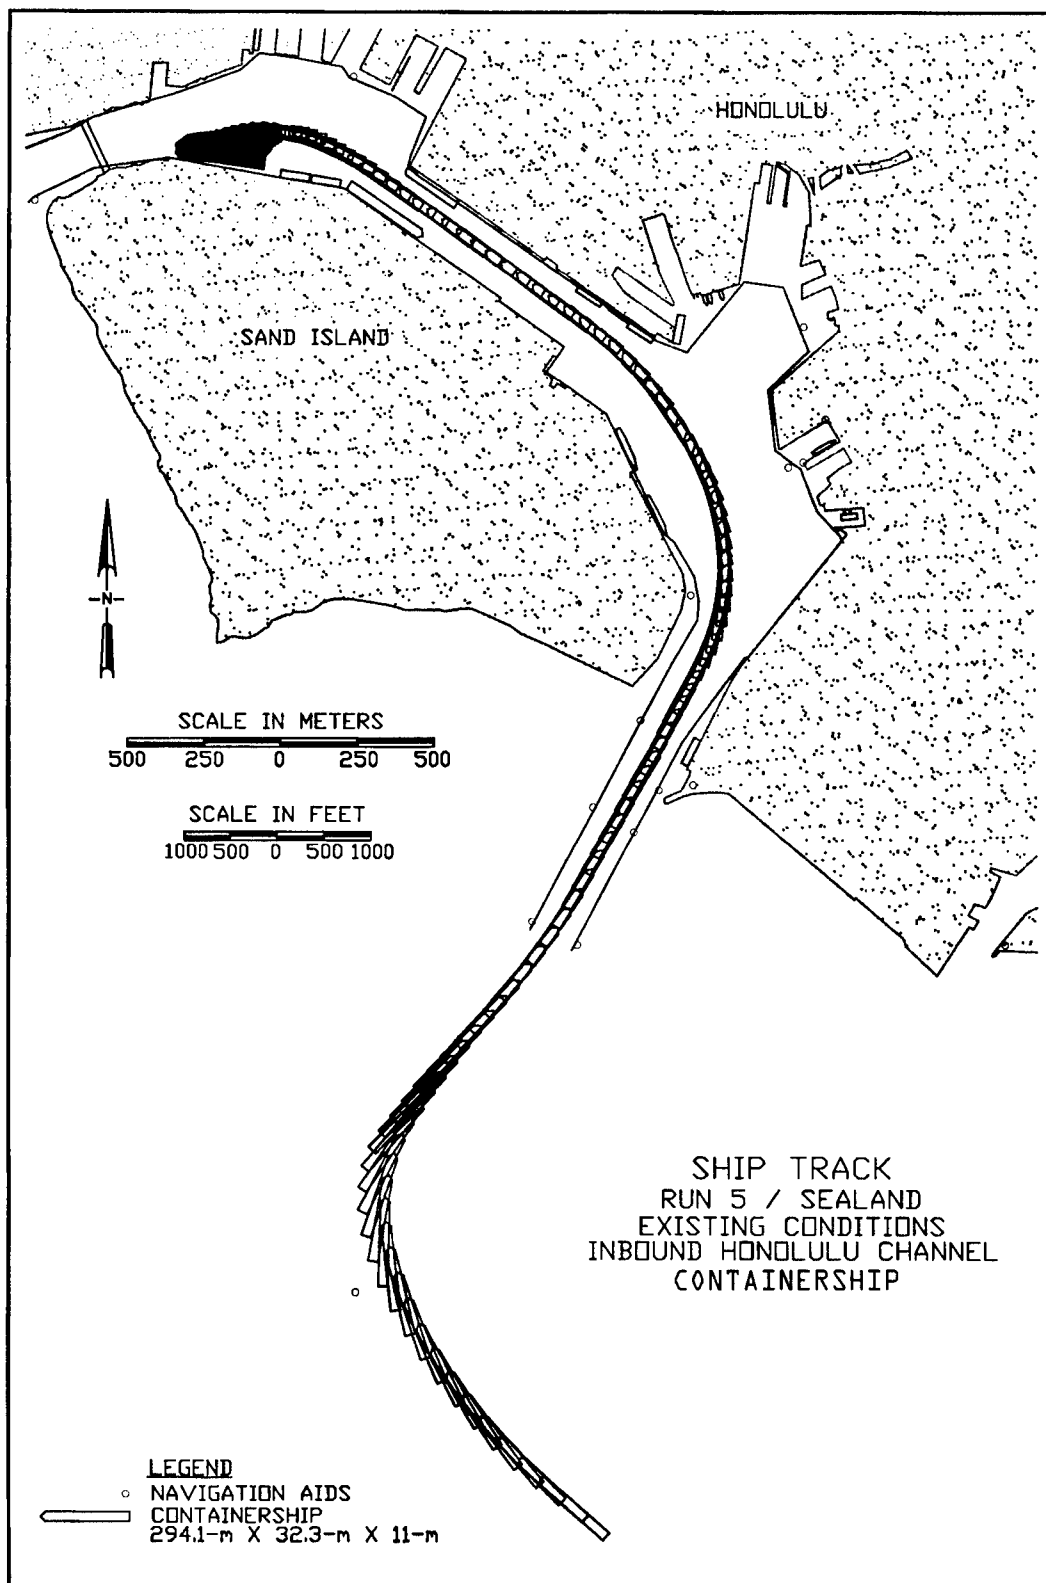 HONOLULU
SAND ISLAND
N
SCALE IN METERS
500 250 0 250 500
SCALE IN FEET
1000 500 0 500 1000
SHIP TRACK
RUN 5 / SEALAND
EXISTING CONDITIONS
INBOUND HONOLULU CHANNEL
CONTAINERSHIP
LEGEND
NAVIGATION AIDS
CONTAINERSHIP
294.1-m X 32.3-m X 11-m